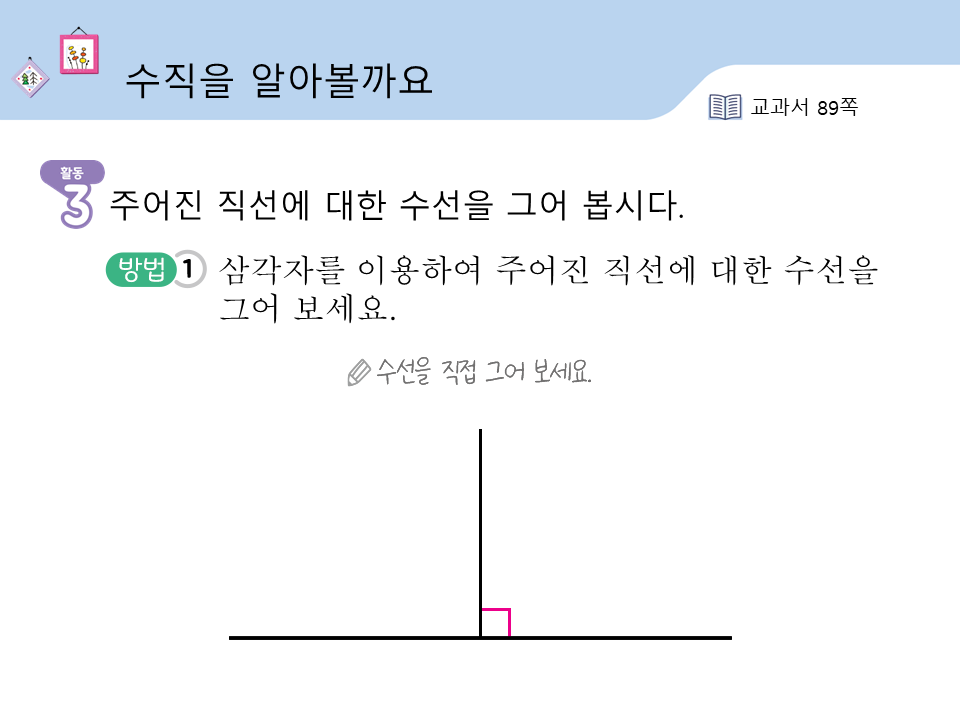 수직을 알아볼까요
교과서 89쪽
활동
3 주어진 직선에 대한 수선을 그어 봅시다.
방법 1 삼각자를 이용하여 주어진 직선에 대한 수선을
그어 보세요.
수선을 직접 그어 보세요.